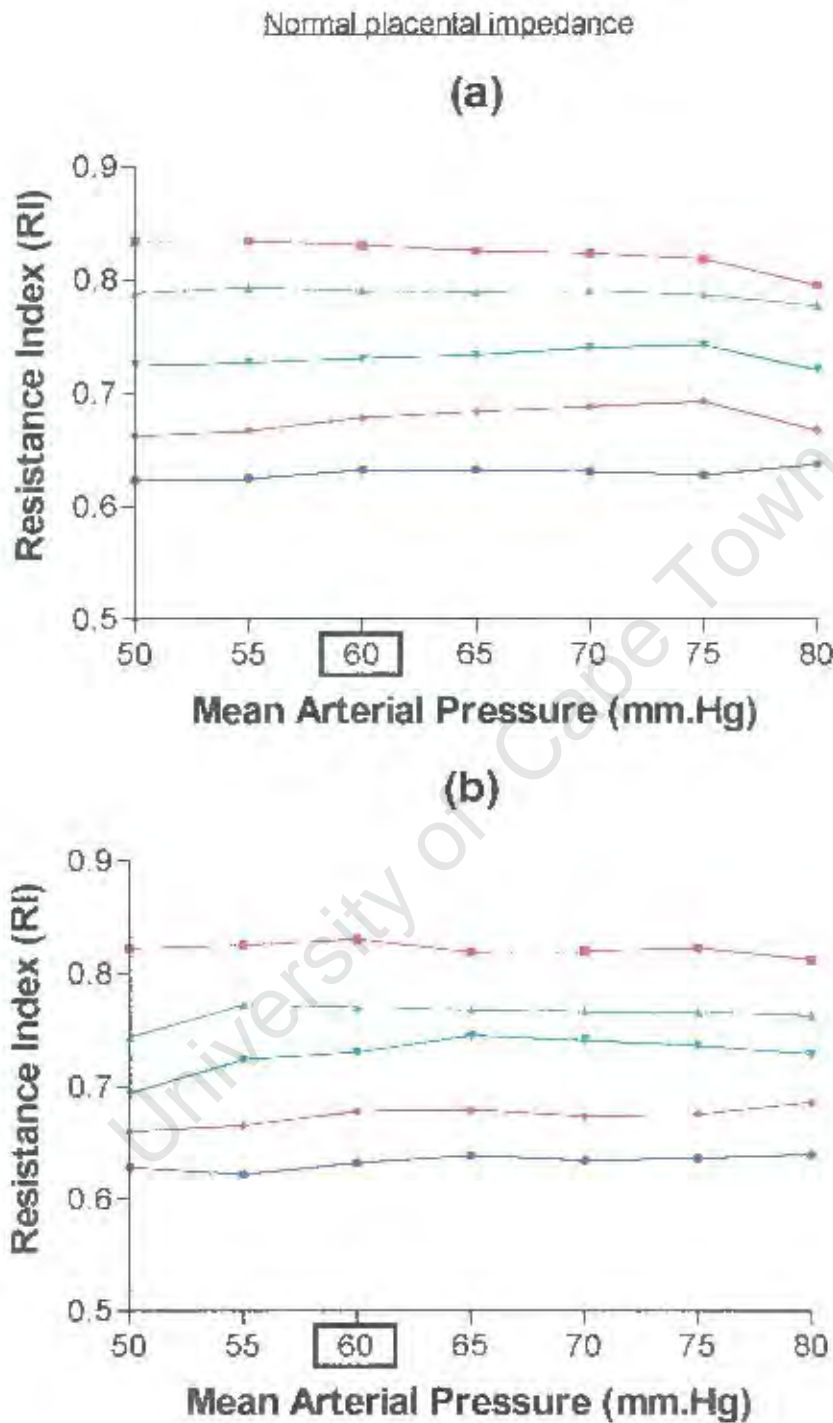 Normal placental impedance
(a)
Resistance Index (RI)
0.9
0.8
0.7
0.6
0.5
50 55 60 65 70 75 80
Mean Arterial Pressure (mm.Hg)
(b)
Resistance Index (RI)
0.9
0.8
0.7
0.6
0.5
50 55 60 65 70 75 80
Mean Arterial Pressure (mm.Hg)
University of Cape Town